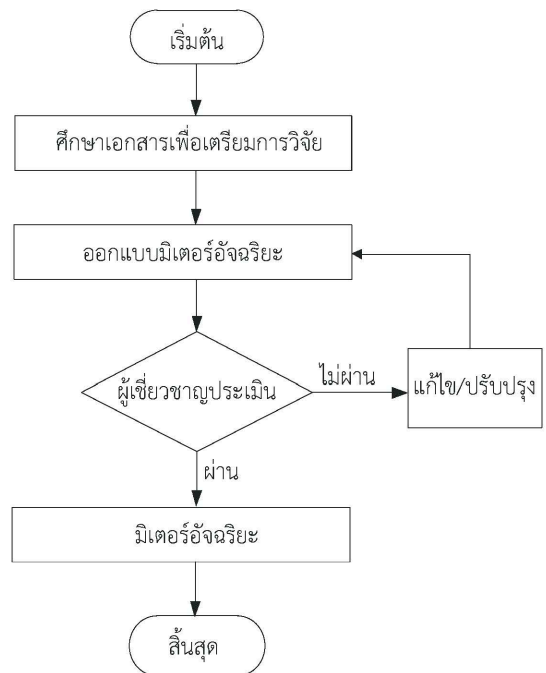 เริ่มต้น
ศึกษาเอกสารเพื่อเตรียมการวิจัย
ออกแบบมิเตอร์อัจฉริยะ
ผู้เชี่ยวชาญประเมิน
ไม่ผ่าน
แก้ไข/ปรับปรุง
ผ่าน
มิเตอร์อัจฉริยะ
สิ้นสุด